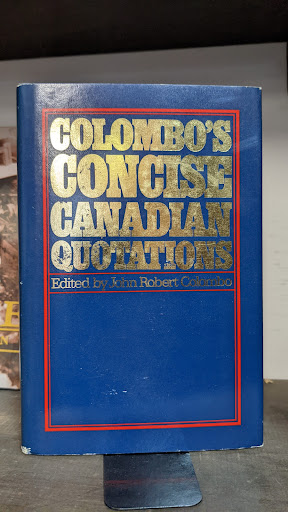 COLOMBO'S
CONCISE
CANADIAN
QUOTATIONS
Edited by John Robert Colombo